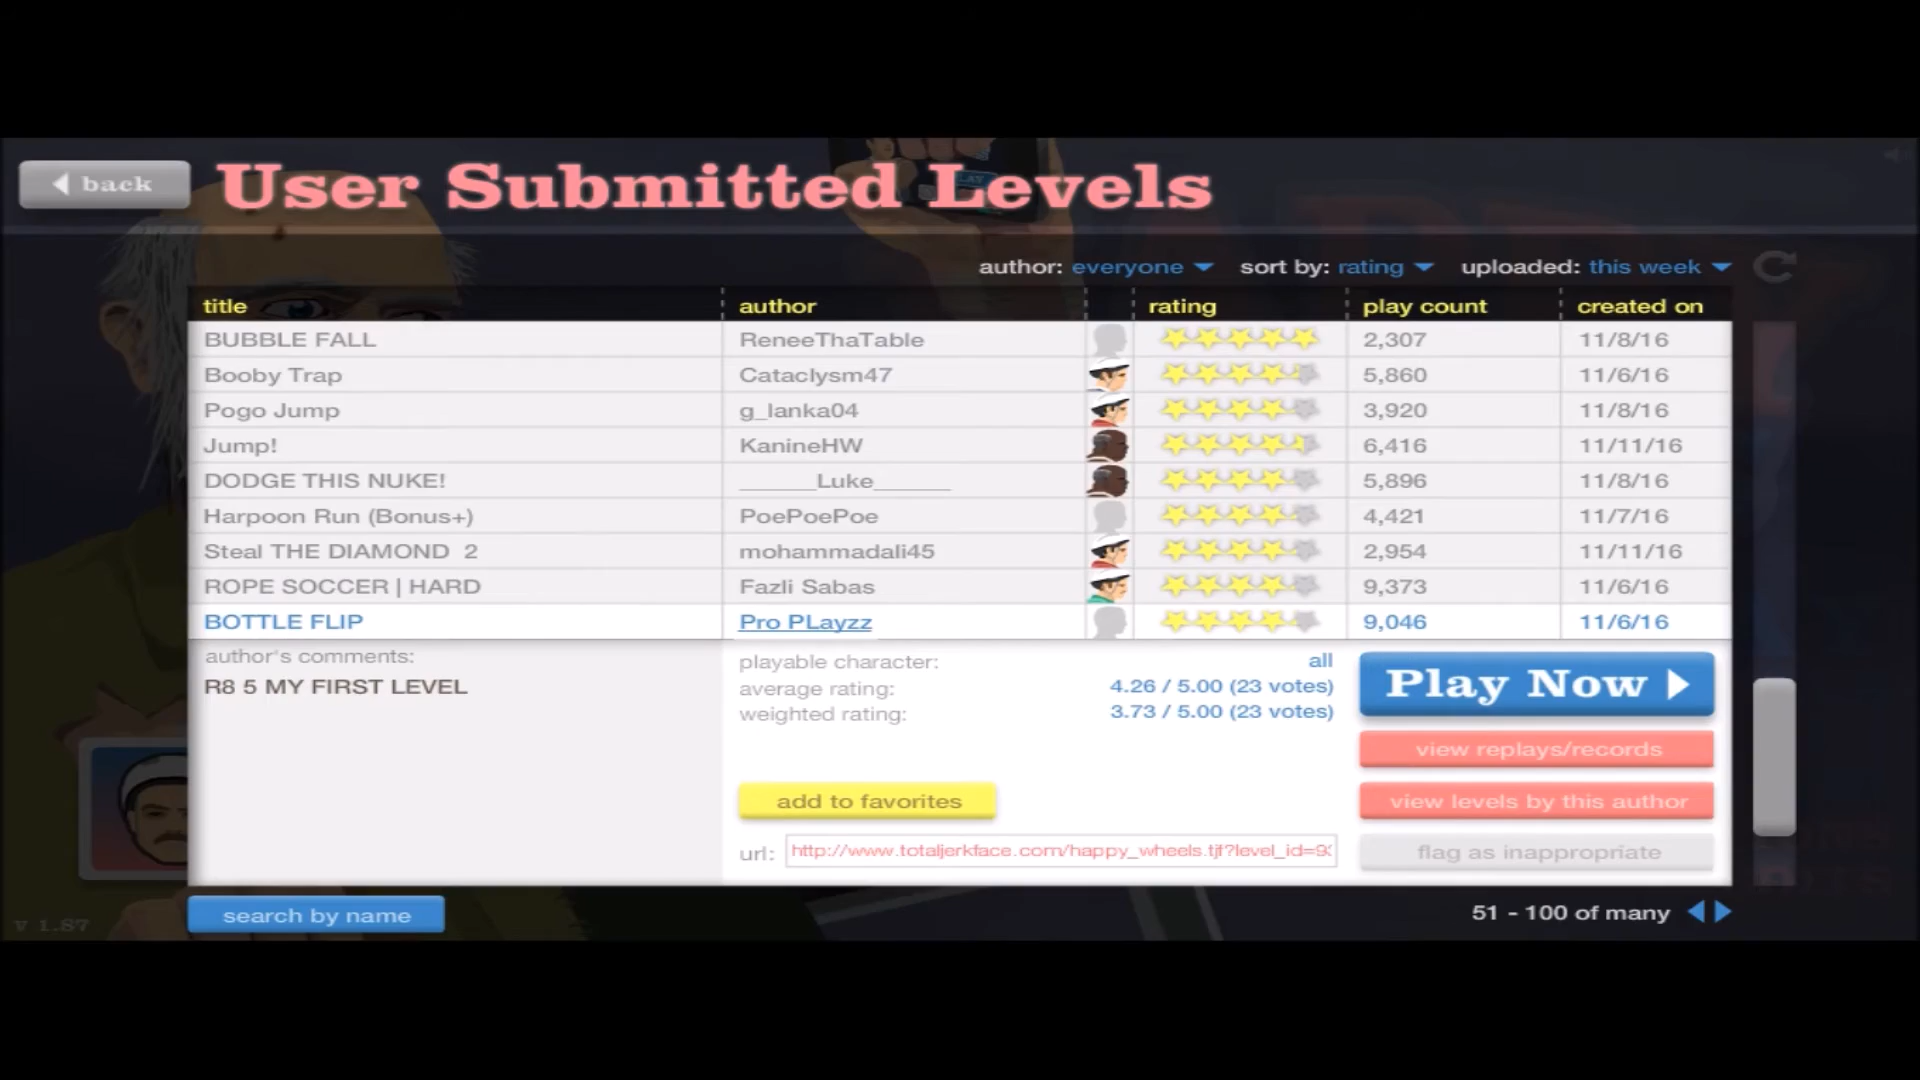 back
User Submitted Levels
author: everyone sort by: rating uploaded: this week
title author rating play count created on
BUBBLE FALL ReneeThaTable 2,307 11/8/16
Booby Trap Cataclysm47 5,860 11/6/16
Pogo Jump g_lanka04 3,920 11/8/16
Jump! KanineHW 6,416 11/11/16
DODGE THIS NUKE! ______Luke______ 5,896 11/8/16
Harpoon Run (Bonus+) PoePoePoe 4,421 11/7/16
Steal THE DIAMOND 2 mohammadali45 2,954 11/11/16
ROPE SOCCER | HARD Fazli Sabas 9,373 11/6/16
BOTTLE FLIP Pro PLayzz 9,046 11/6/16
author's comments:
R8 5 MY FIRST LEVEL
playable character: all
average rating: 4.26 / 5.00 (23 votes)
weighted rating: 3.73 / 5.00 (23 votes)
add to favorites
url: http://www.totaljerkface.com/happy_wheels.tjf?level_id=9
Play Now
view replays/records
view levels by this author
flag as inappropriate
v 1.87
search by name
51 - 100 of many